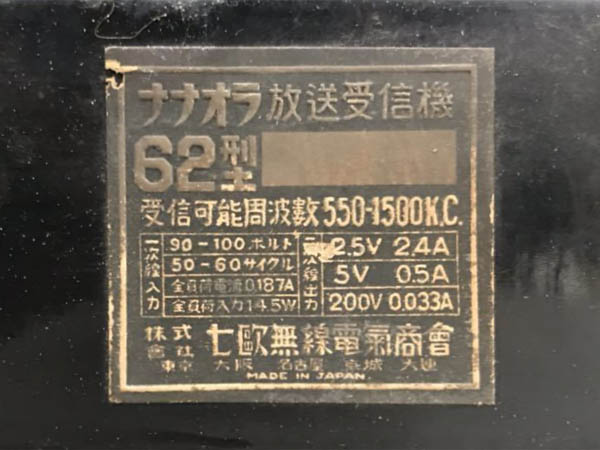 ナナオラ放送受信機
62型
受信可能周波数550-1500K.C.
一次線入力
90-100ボルト
50-60サイクル
全負荷電流0.187A
全負荷入力14.5W
二次線出力
2.5V 2.4A
5V 0.5A
200V 0.033A
株式會社 七歐無線電氣商會
東京 大阪 名古屋 京城 大連
MADE IN JAPAN.